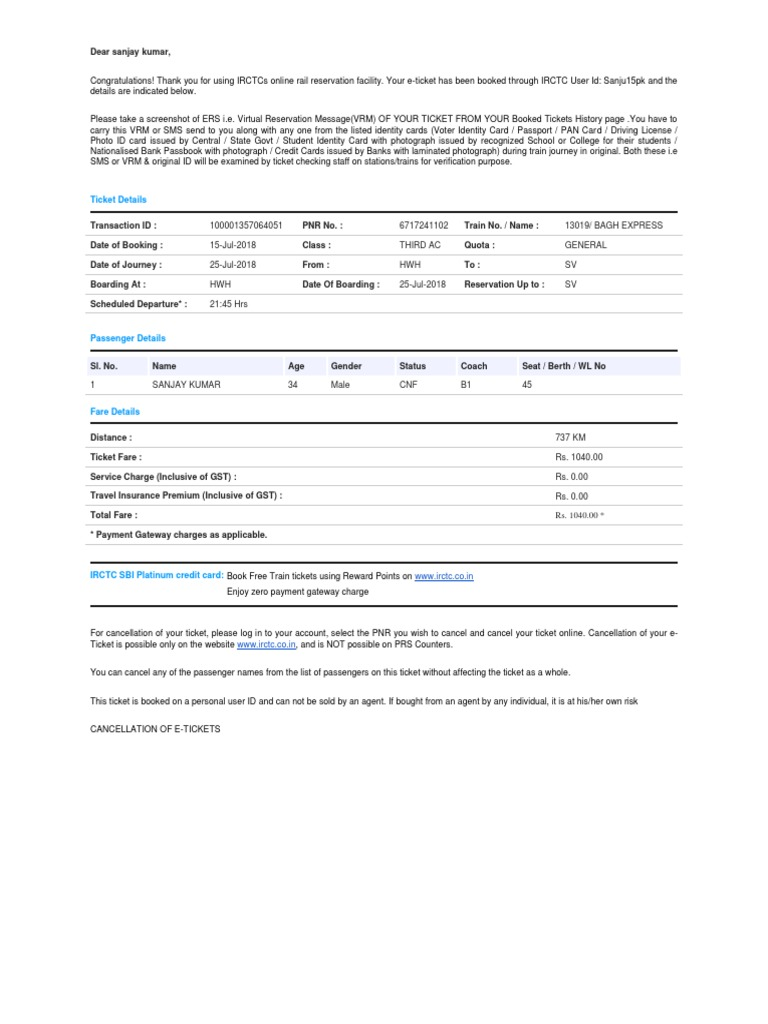 Dear sanjay kumar,
Congratulations! Thank you for using IRCTCs online rail reservation facility. Your e-ticket has been booked through IRCTC User Id: Sanju15pk and the
details are indicated below.
Please take a screenshot of ERS i.e. Virtual Reservation Message(VRM) OF YOUR TICKET FROM YOUR Booked Tickets History page .You have to
carry this VRM or SMS send to you along with any one from the listed identity cards (Voter Identity Card / Passport / PAN Card / Driving License /
Photo ID card issued by Central / State Govt / Student Identity Card with photograph issued by recognized School or College for their students /
Nationalised Bank Passbook with photograph / Credit Cards issued by Banks with laminated photograph) during train journey in original. Both these i.e
SMS or VRM & original ID will be examined by ticket checking staff on stations/trains for verification purpose.
Ticket Details
Transaction ID : 100001357064051 PNR No. : 6717241102 Train No. / Name : 13019/ BAGH EXPRESS
Date of Booking : 15-Jul-2018 Class : THIRD AC Quota : GENERAL
Date of Journey : 25-Jul-2018 From : HWH To : SV
Boarding At : HWH Date Of Boarding : 25-Jul-2018 Reservation Up to : SV
Scheduled Departure* : 21:45 Hrs
Passenger Details
Sl. No. Name Age Gender Status Coach Seat / Berth / WL No
1 SANJAY KUMAR 34 Male CNF B1 45
Fare Details
Distance : 737 KM
Ticket Fare : Rs. 1040.00
Service Charge (Inclusive of GST) : Rs. 0.00
Travel Insurance Premium (Inclusive of GST) : Rs. 0.00
Total Fare : Rs. 1040.00 *
* Payment Gateway charges as applicable.
IRCTC SBI Platinum credit card: Book Free Train tickets using Reward Points on www.irctc.co.in
Enjoy zero payment gateway charge
For cancellation of your ticket, please log in to your account, select the PNR you wish to cancel and cancel your ticket online. Cancellation of your e-
Ticket is possible only on the website www.irctc.co.in, and is NOT possible on PRS Counters.
You can cancel any of the passenger names from the list of passengers on this ticket without affecting the ticket as a whole.
This ticket is booked on a personal user ID and can not be sold by an agent. If bought from an agent by any individual, it is at his/her own risk
CANCELLATION OF E-TICKETS